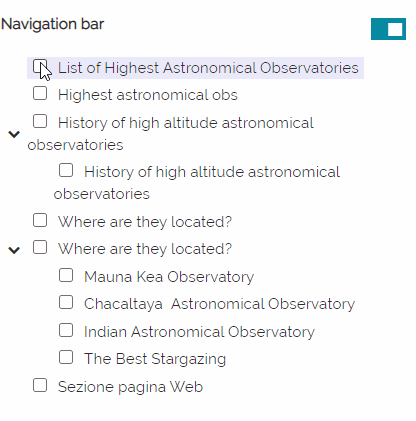 Navigation bar
List of Highest Astronomical Observatories
Highest astronomical obs
History of high altitude astronomical
observatories
History of high altitude astronomical
observatories
Where are they located?
Where are they located?
Mauna Kea Observatory
Chacaltaya  Astronomical Observatory
Indian Astronomical Observatory
The Best Stargazing
Sezione pagina Web